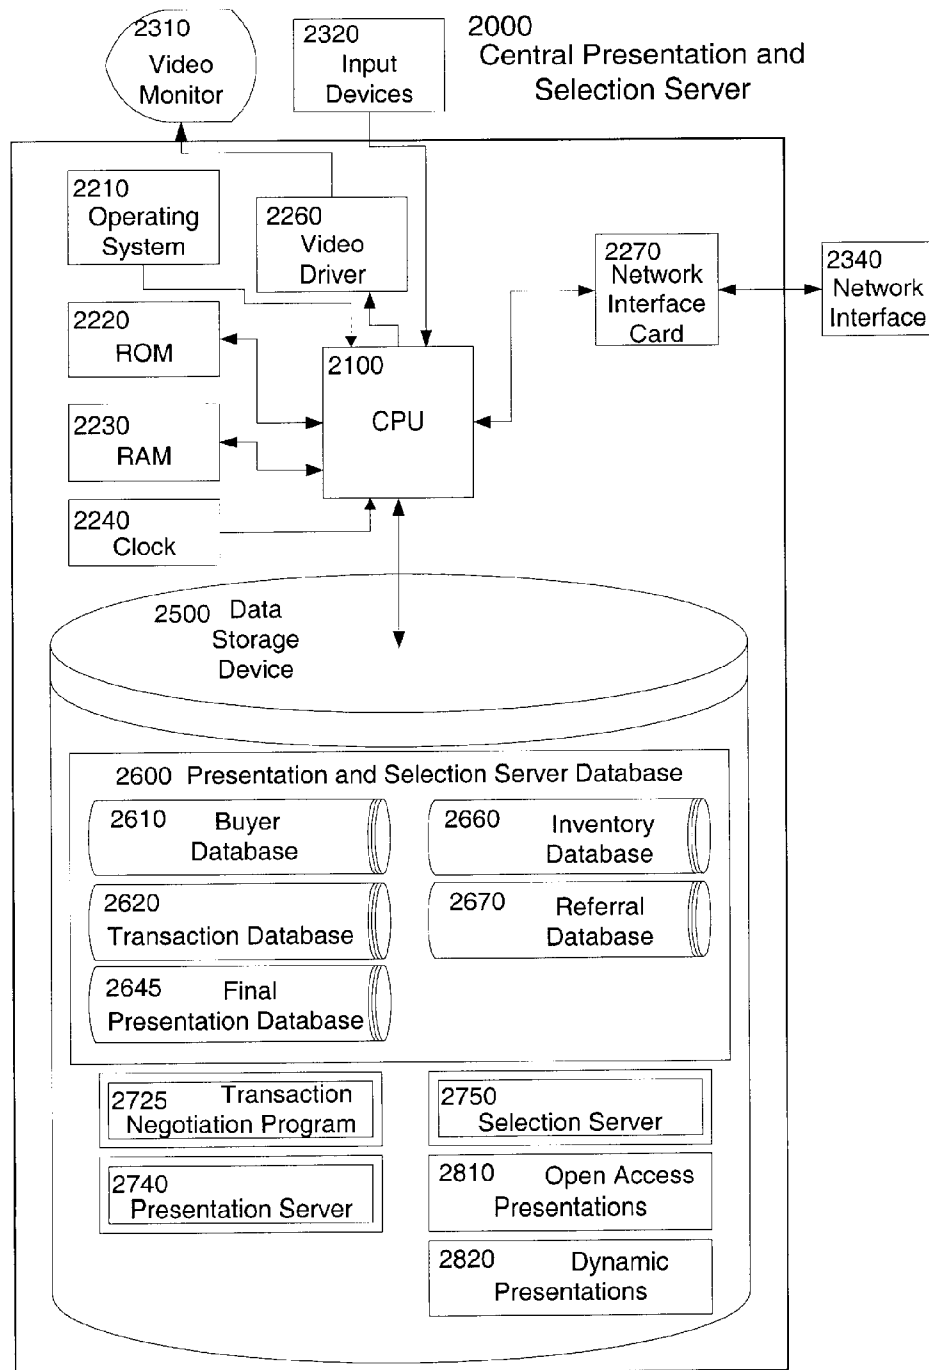 2310
Video
Monitor
2320
Input
Devices
2000
Central Presentation and
Selection Server
2210
Operating
System
2260
Video
Driver
2270
Network
Interface
Card
2340
Network
Interface
2220
ROM
2100
CPU
2230
RAM
2240
Clock
2500 Data
Storage
Device
2600 Presentation and Selection Server Database
2610 Buyer
Database
2660 Inventory
Database
2620
Transaction Database
2670 Referral
Database
2645 Final
Presentation Database
2725 Transaction
Negotiation Program
2750
Selection Server
2740
Presentation Server
2810 Open Access
Presentations
2820 Dynamic
Presentations